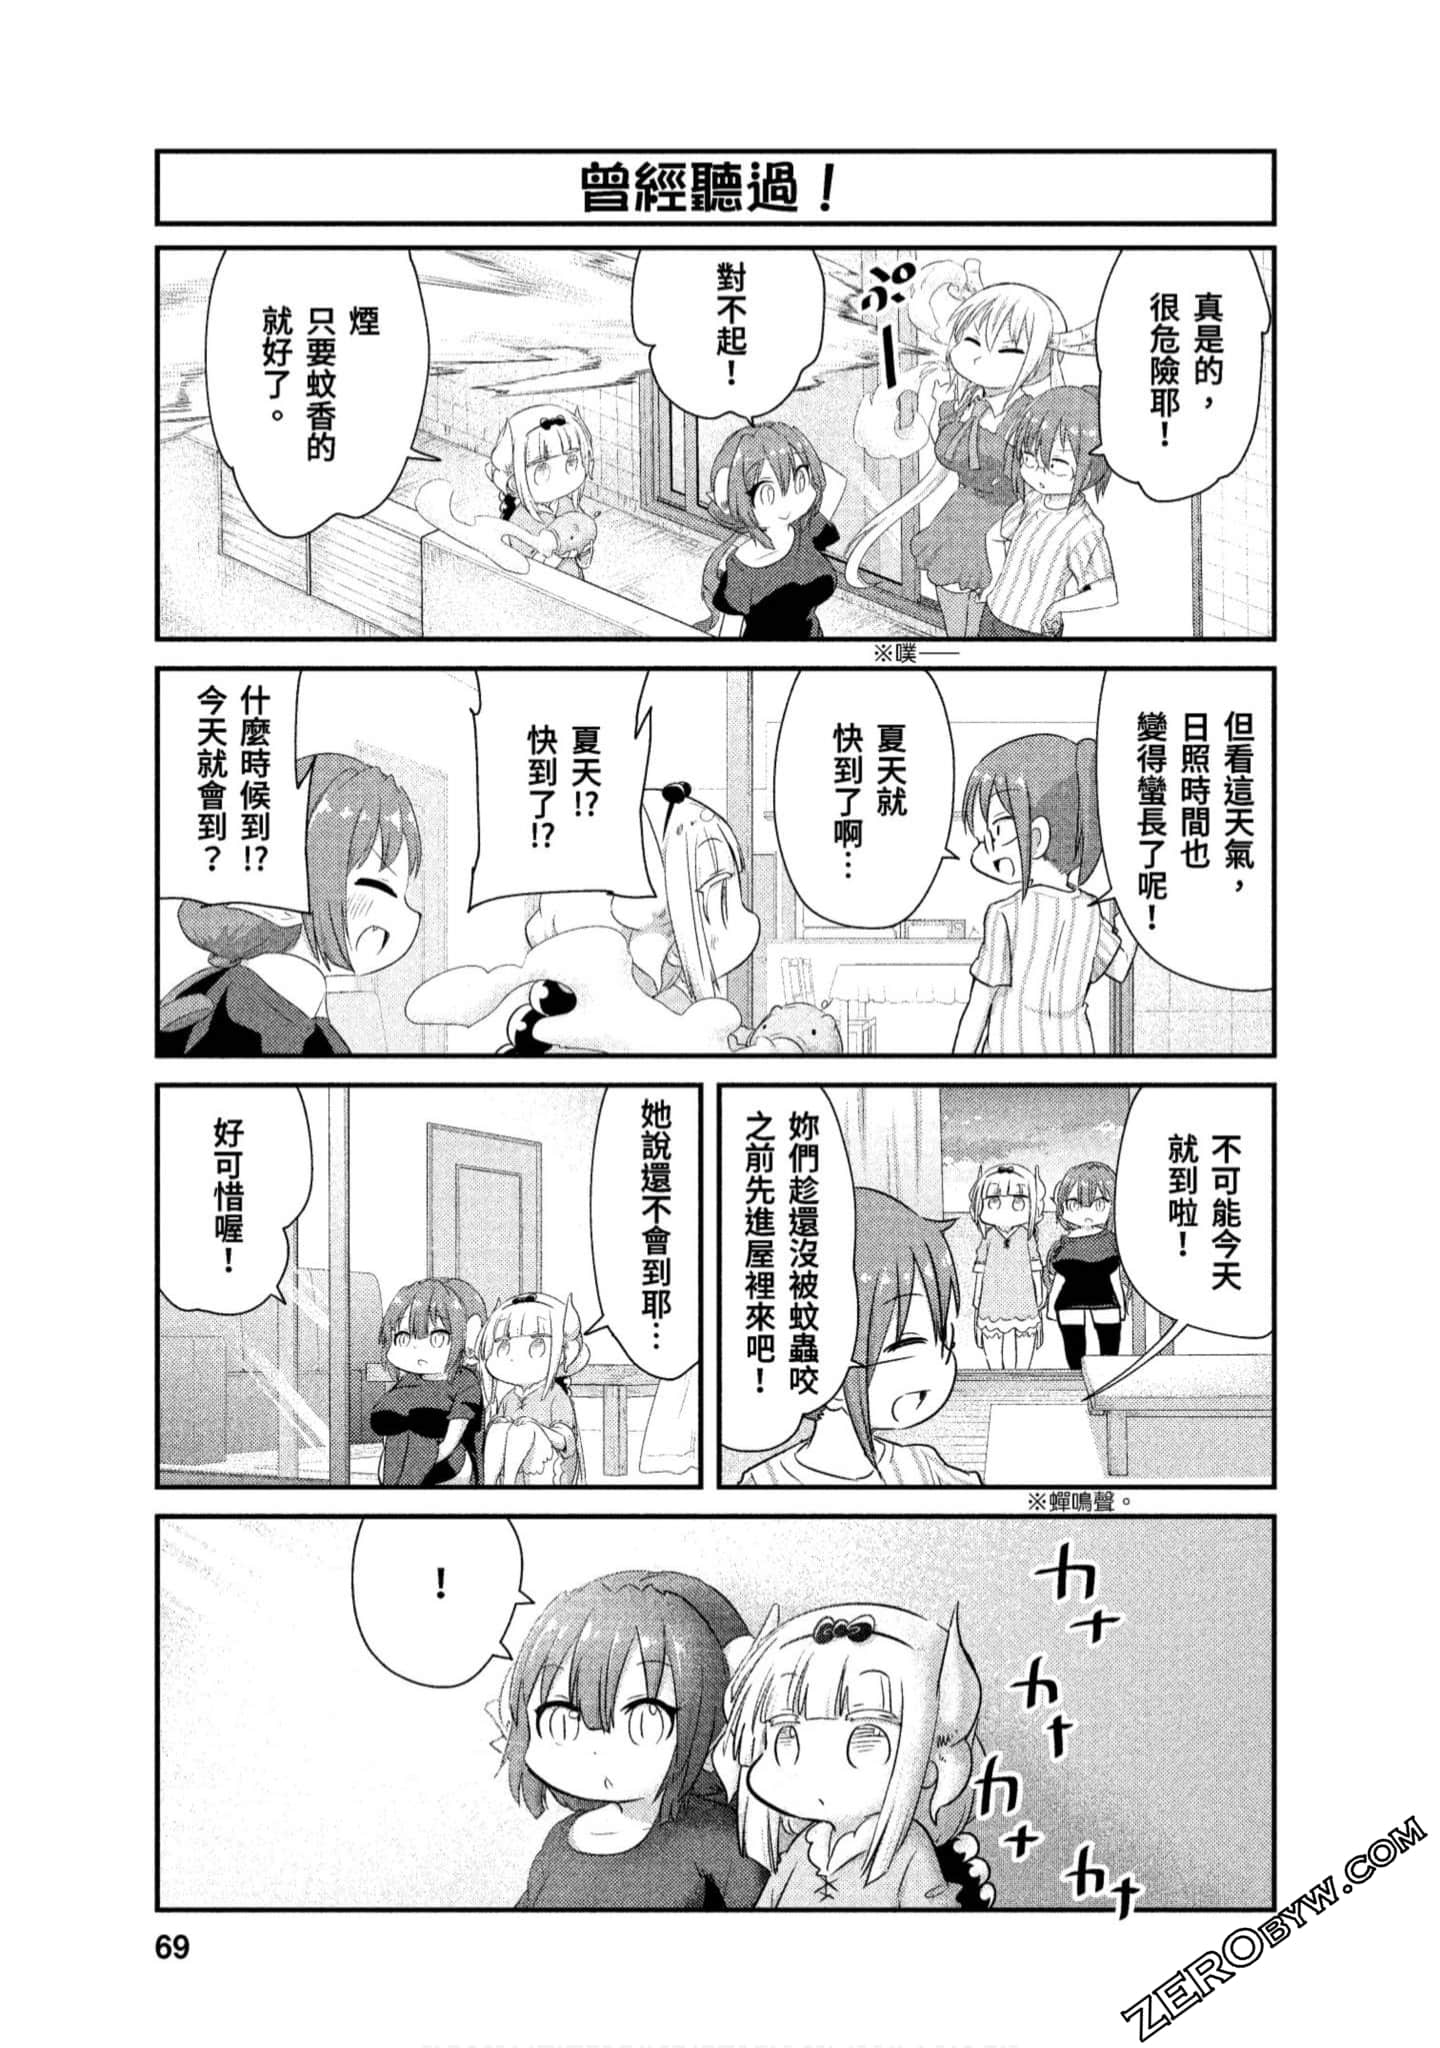 曾經聽過！
真是的，
很危險耶！
ぷー
對不起！
煙
只要蚊香的
就好了。
※噗——
但看這天氣，
日照時間也
變得蠻長了呢！
夏天就
快到了啊…
夏天!?
快到了!?
什麼時候到!?
今天就會到？
不可能今天
就到啦！
妳們趁還沒被蚊蟲咬
之前先進屋裡來吧！
她說還不會到耶…
好可惜喔！
※蟬鳴聲。
カナ
カナ
カナ
カナ
！
69
ZEROBYW.COM